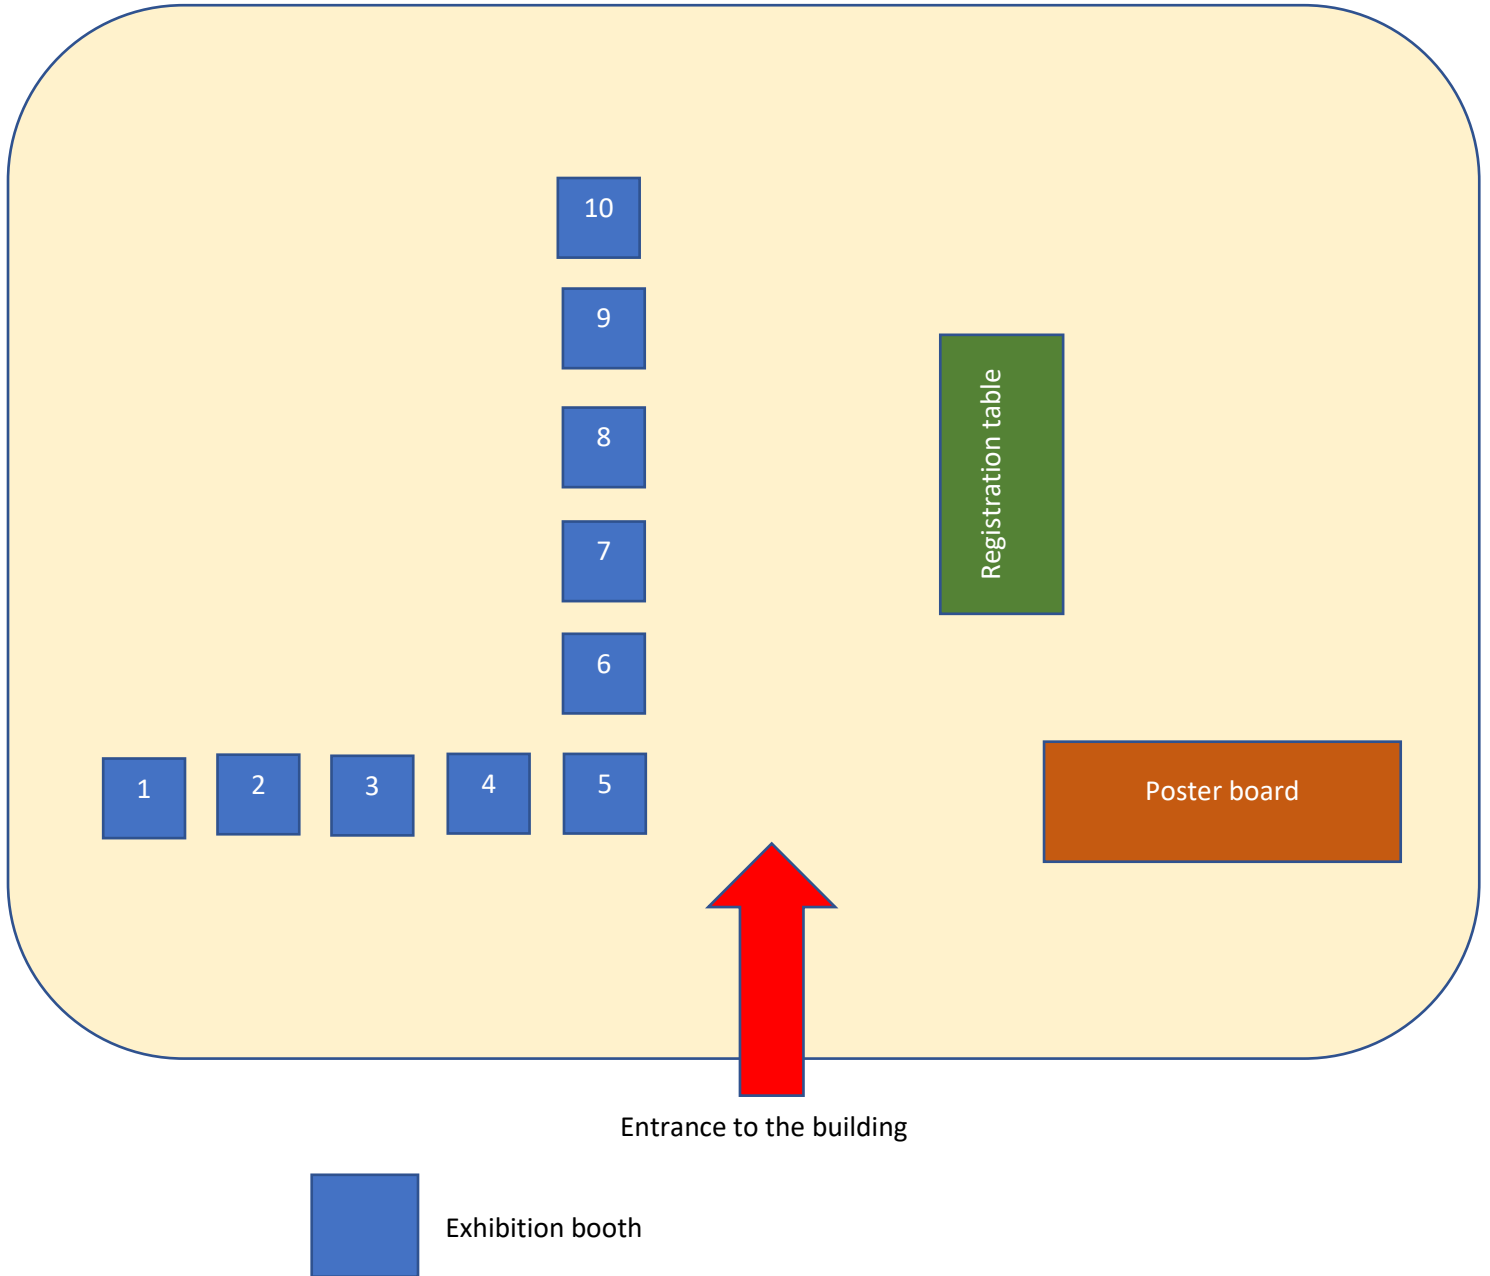 10
9
8
Registration table
7
6
1
2
3
4
5
Poster board
Entrance to the building
Exhibition booth